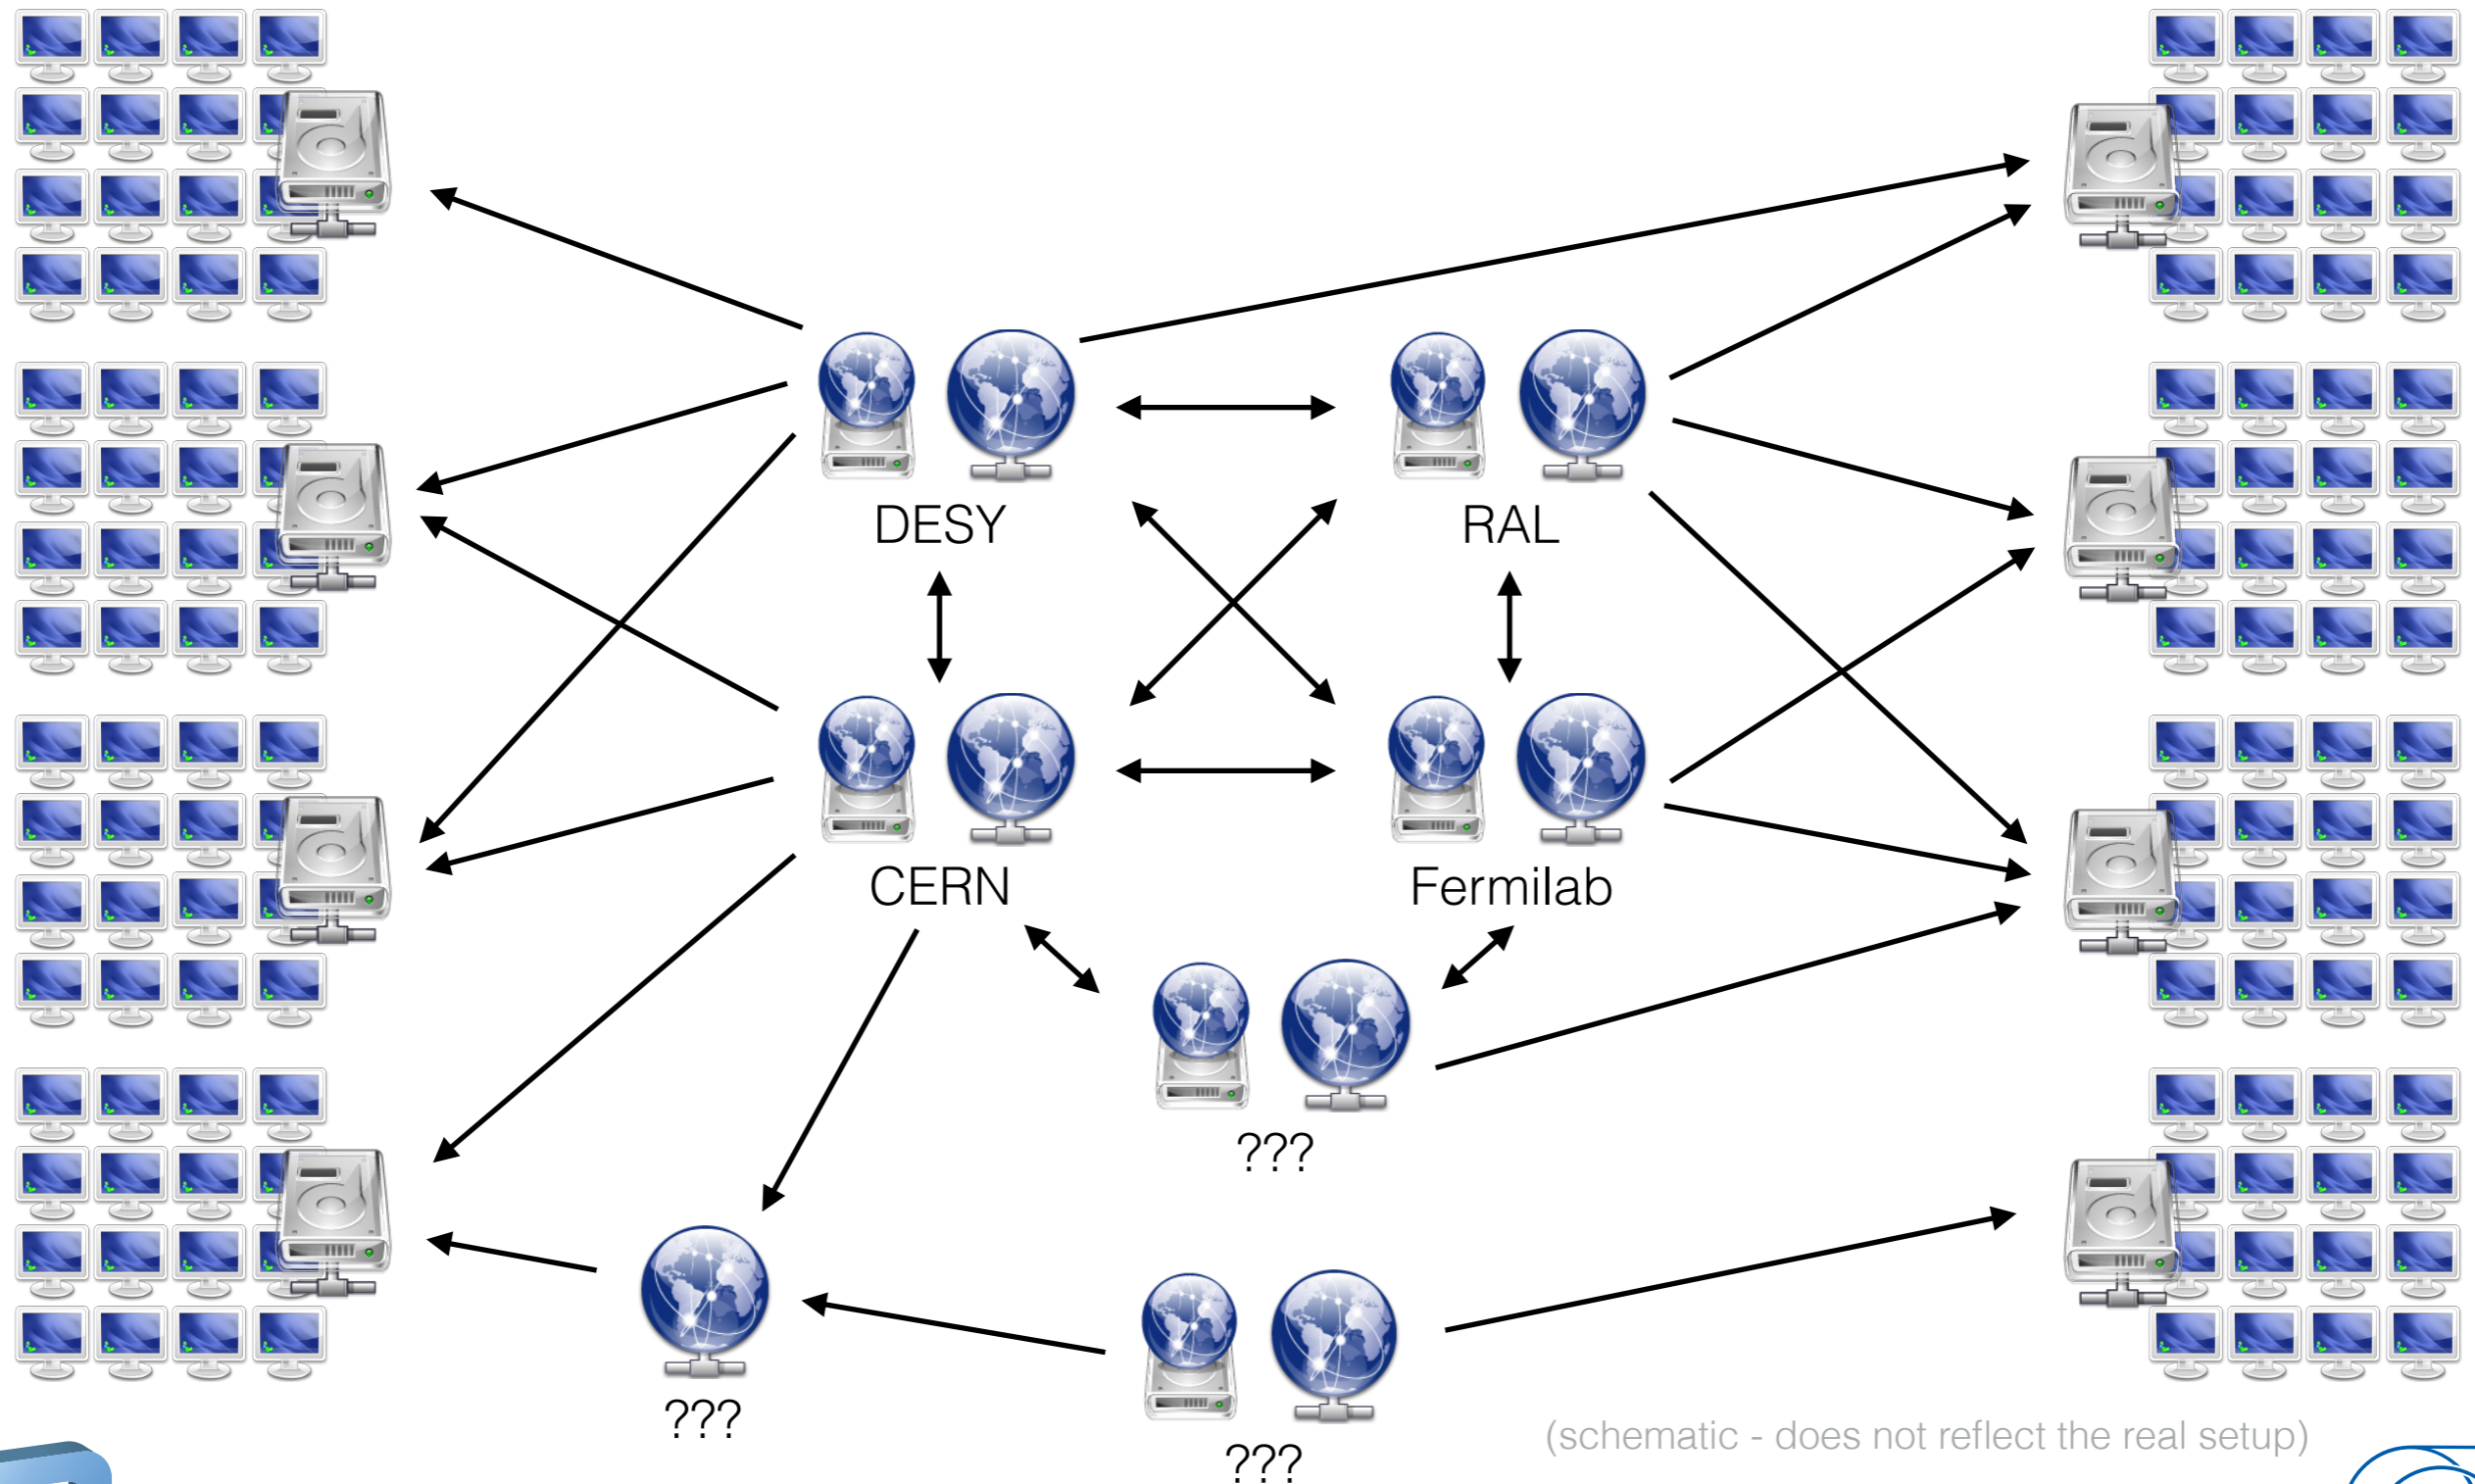 DESY
RAL
CERN
Fermilab
???
???
???
(schematic - does not reflect the real setup)